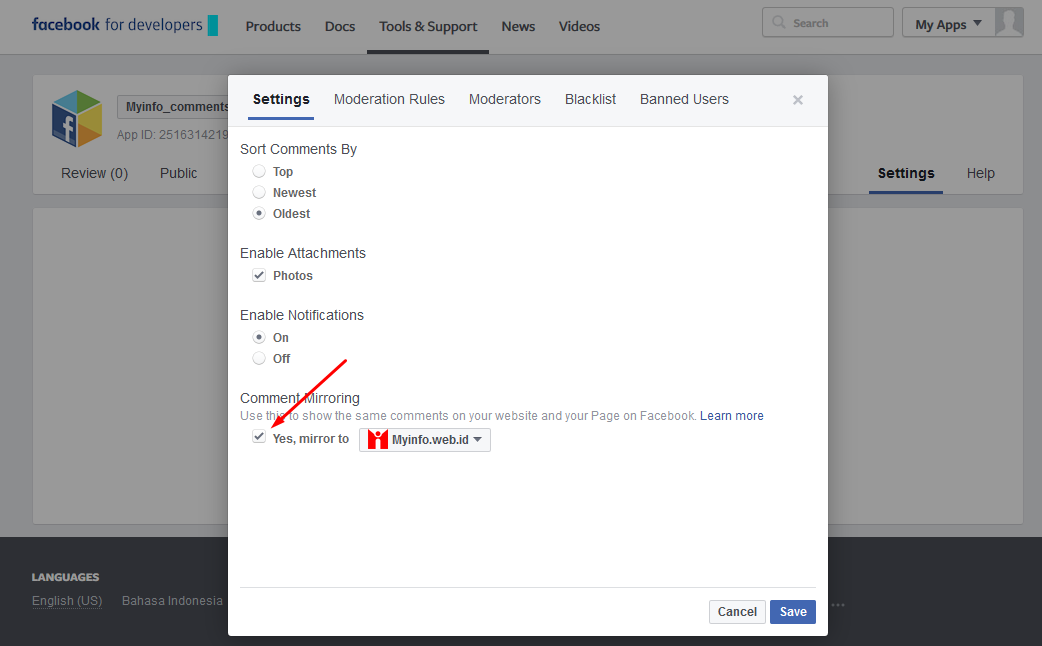 facebook for developers
Products Docs Tools & Support News Videos
Search
My Apps
Myinfo_comments
App ID: 2516314219
Review (0) Public
Settings Help
Settings Moderation Rules Moderators Blacklist Banned Users
Sort Comments By
Top
Newest
Oldest
Enable Attachments
Photos
Enable Notifications
On
Off
Comment Mirroring
Use this to show the same comments on your website and your Page on Facebook. Learn more
Yes, mirror to Myinfo.web.id
Cancel Save
LANGUAGES
English (US) Bahasa Indonesia